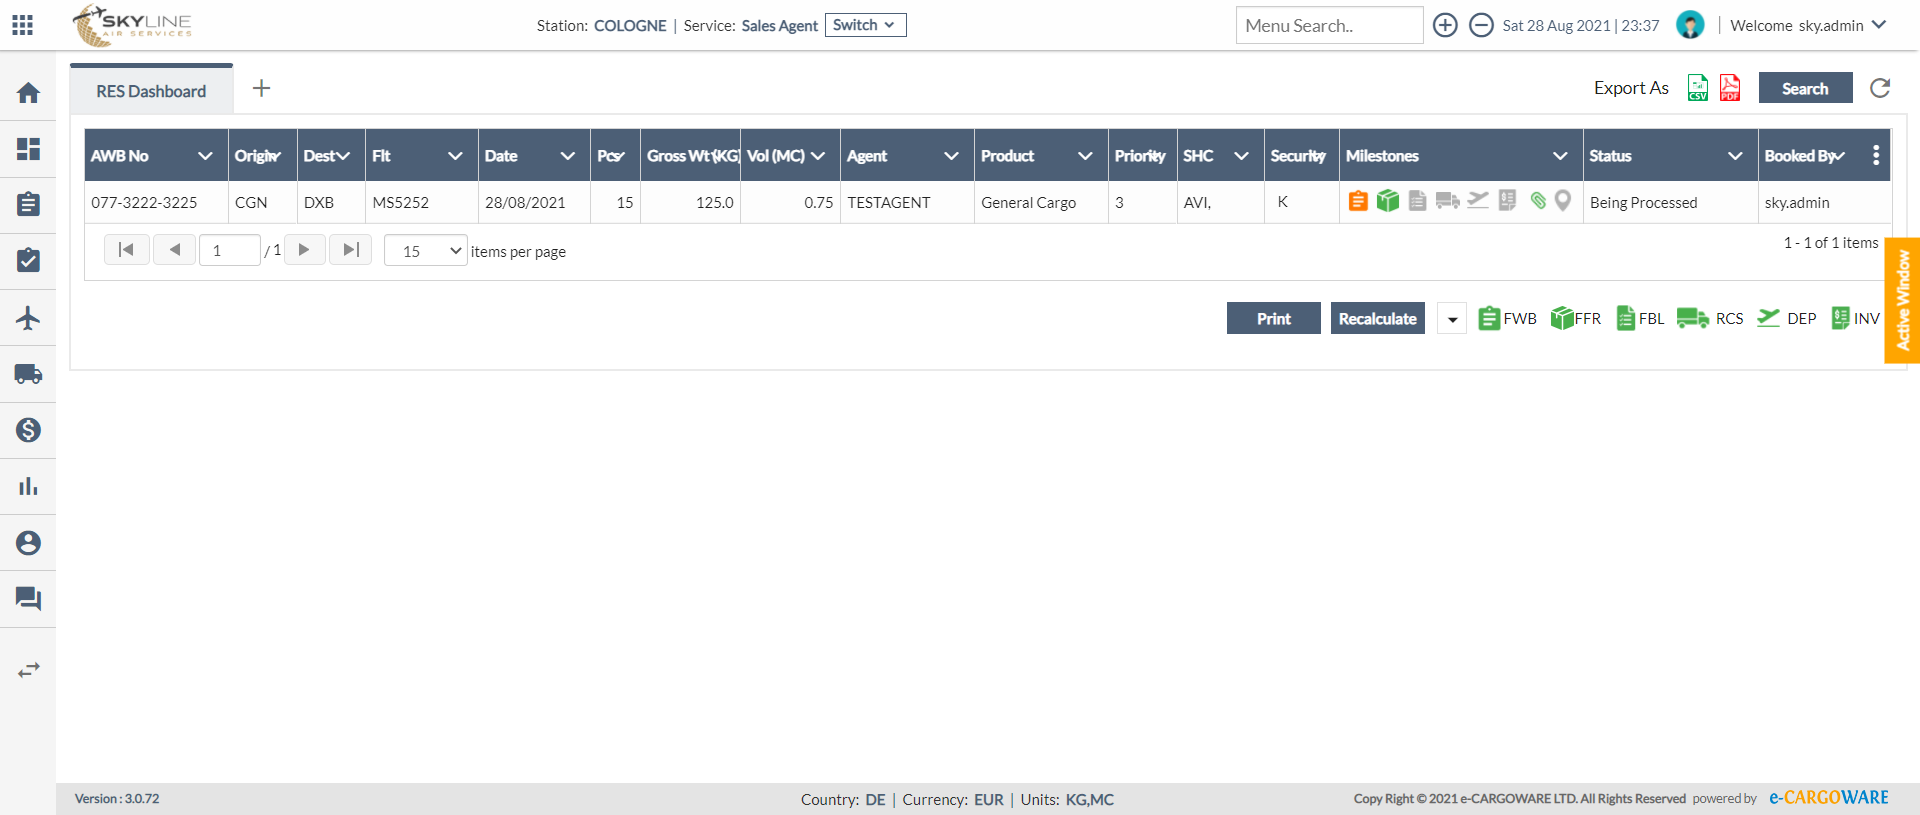 SKYLINE
AIR SERVICES
Station: COLOGNE | Service: Sales Agent Switch
Menu Search..
Sat 28 Aug 2021 | 23:37
Welcome sky.admin
RES Dashboard
+
Export As CSV PDF Search
AWB No Origin Dest Flt Date Pcs Gross Wt (KG) Vol (MC) Agent Product Priority SHC Security Milestones Status Booked By
077-3222-3225 CGN DXB MS5252 28/08/2021 15 125.0 0.75 TESTAGENT General Cargo 3 AVI, K Being Processed sky.admin
1 / 1 15 items per page
1 - 1 of 1 items
Active Window
Print Recalculate FWB FFR FBL RCS DEP INV
Version : 3.0.72
Country: DE | Currency: EUR | Units: KG,MC
Copy Right © 2021 e-CARGOWARE LTD. All Rights Reserved powered by e-CARGOWARE